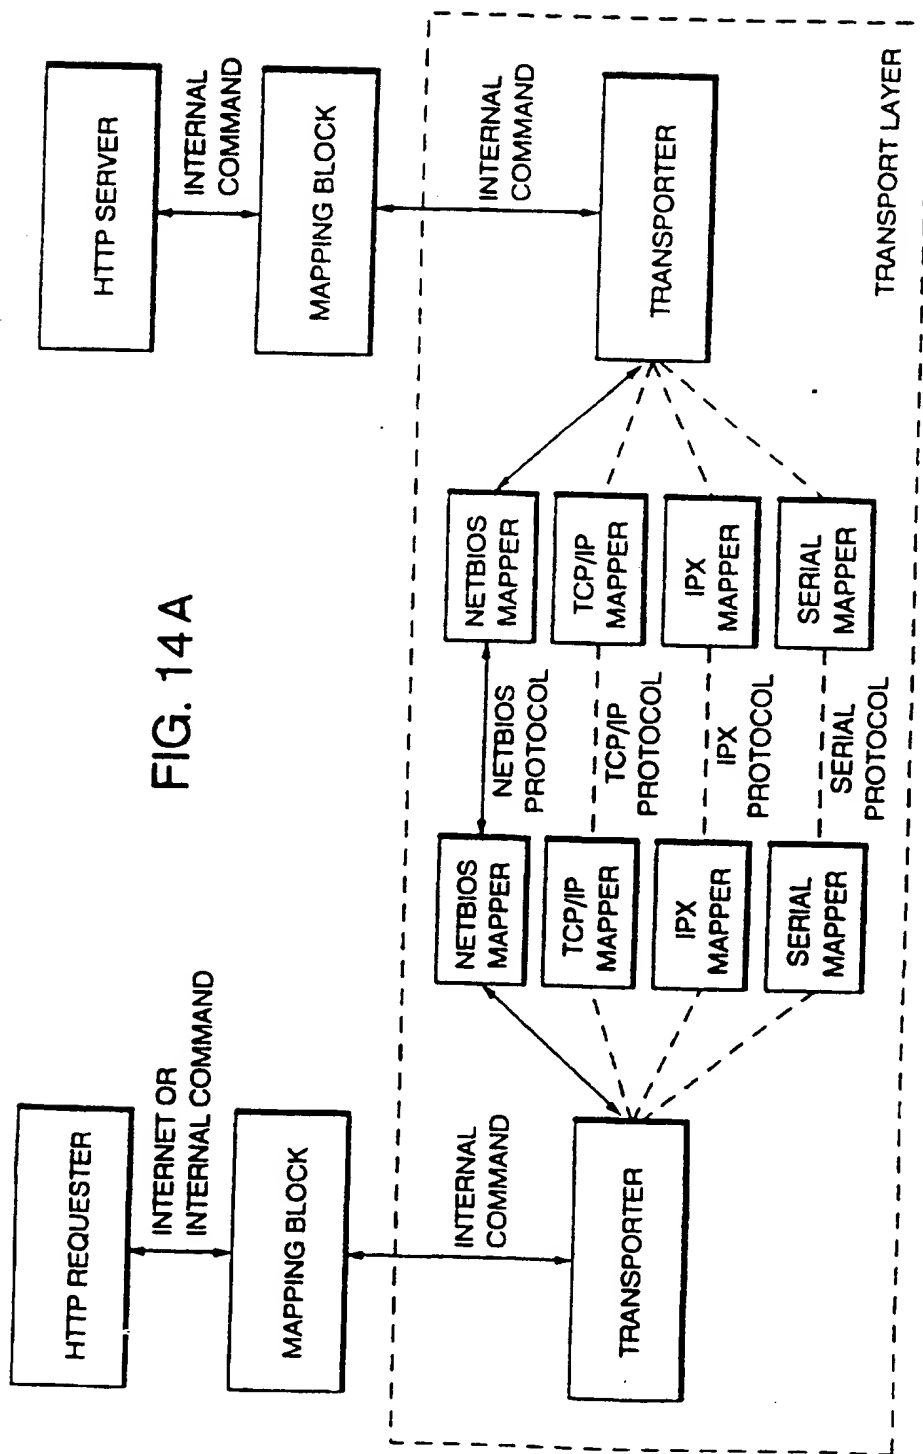 FIG. 14A
HTTP REQUESTER
INTERNET OR
INTERNAL COMMAND
MAPPING BLOCK
INTERNAL
COMMAND
TRANSPORTER
HTTP SERVER
INTERNAL
COMMAND
MAPPING BLOCK
INTERNAL
COMMAND
TRANSPORTER
NETBIOS
MAPPER
NETBIOS
PROTOCOL
NETBIOS
MAPPER
TCP/IP
MAPPER
TCP/IP
PROTOCOL
TCP/IP
MAPPER
IPX
MAPPER
IPX
PROTOCOL
IPX
MAPPER
SERIAL
MAPPER
SERIAL
PROTOCOL
SERIAL
MAPPER
TRANSPORT LAYER